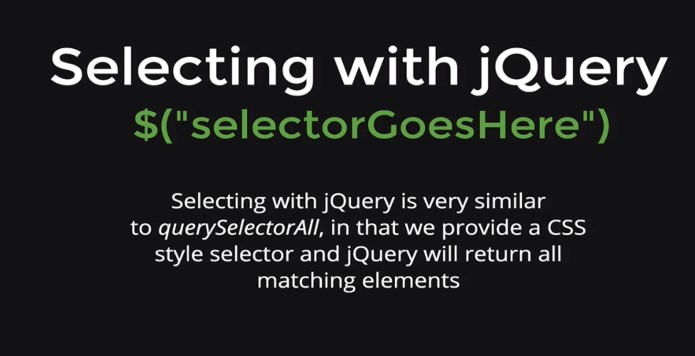 Selecting with jQuery
$("selectorGoesHere")
Selecting with jQuery is very similar
to querySelectorAll, in that we provide a CSS
style selector and jQuery will return all
matching elements